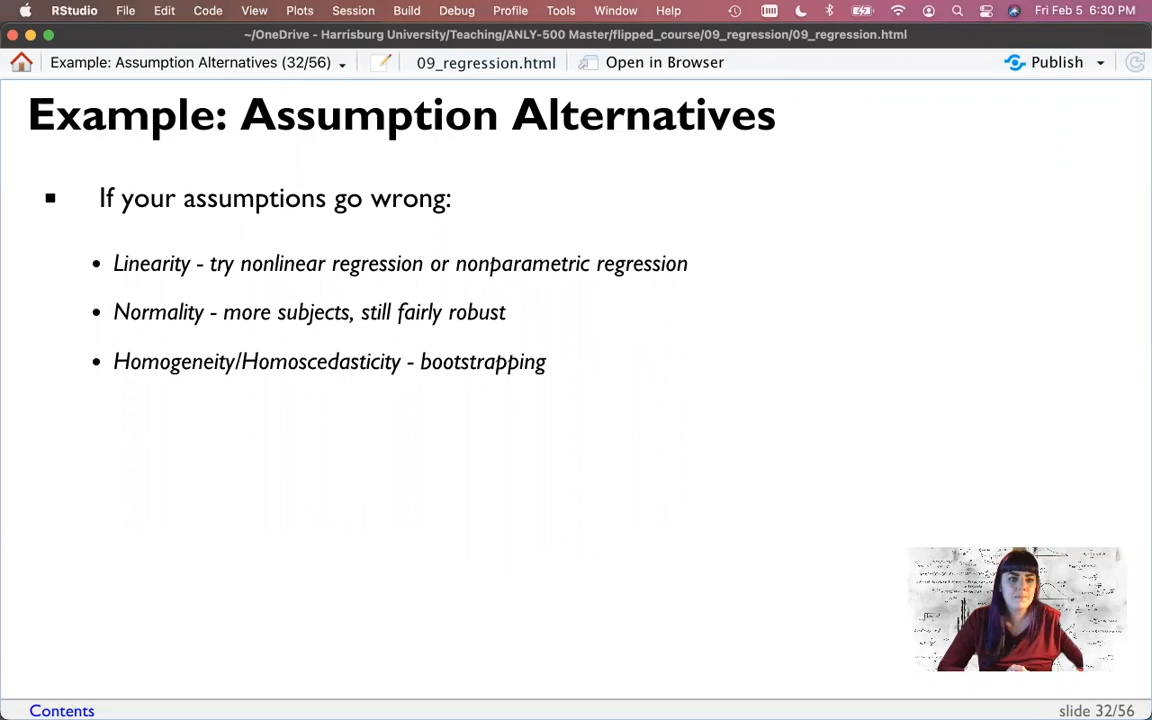 RStudio File Edit Code View Plots Session Build Debug Profile Tools Window Help Fri Feb 5 6:30 PM
~/OneDrive - Harrisburg University/Teaching/ANLY-500 Master/flipped_course/09_regression/09_regression.html
Example: Assumption Alternatives (32/56) 09_regression.html Open in Browser Publish
Example: Assumption Alternatives
If your assumptions go wrong:
Linearity - try nonlinear regression or nonparametric regression
Normality - more subjects, still fairly robust
Homogeneity/Homoscedasticity - bootstrapping
Contents slide 32/56